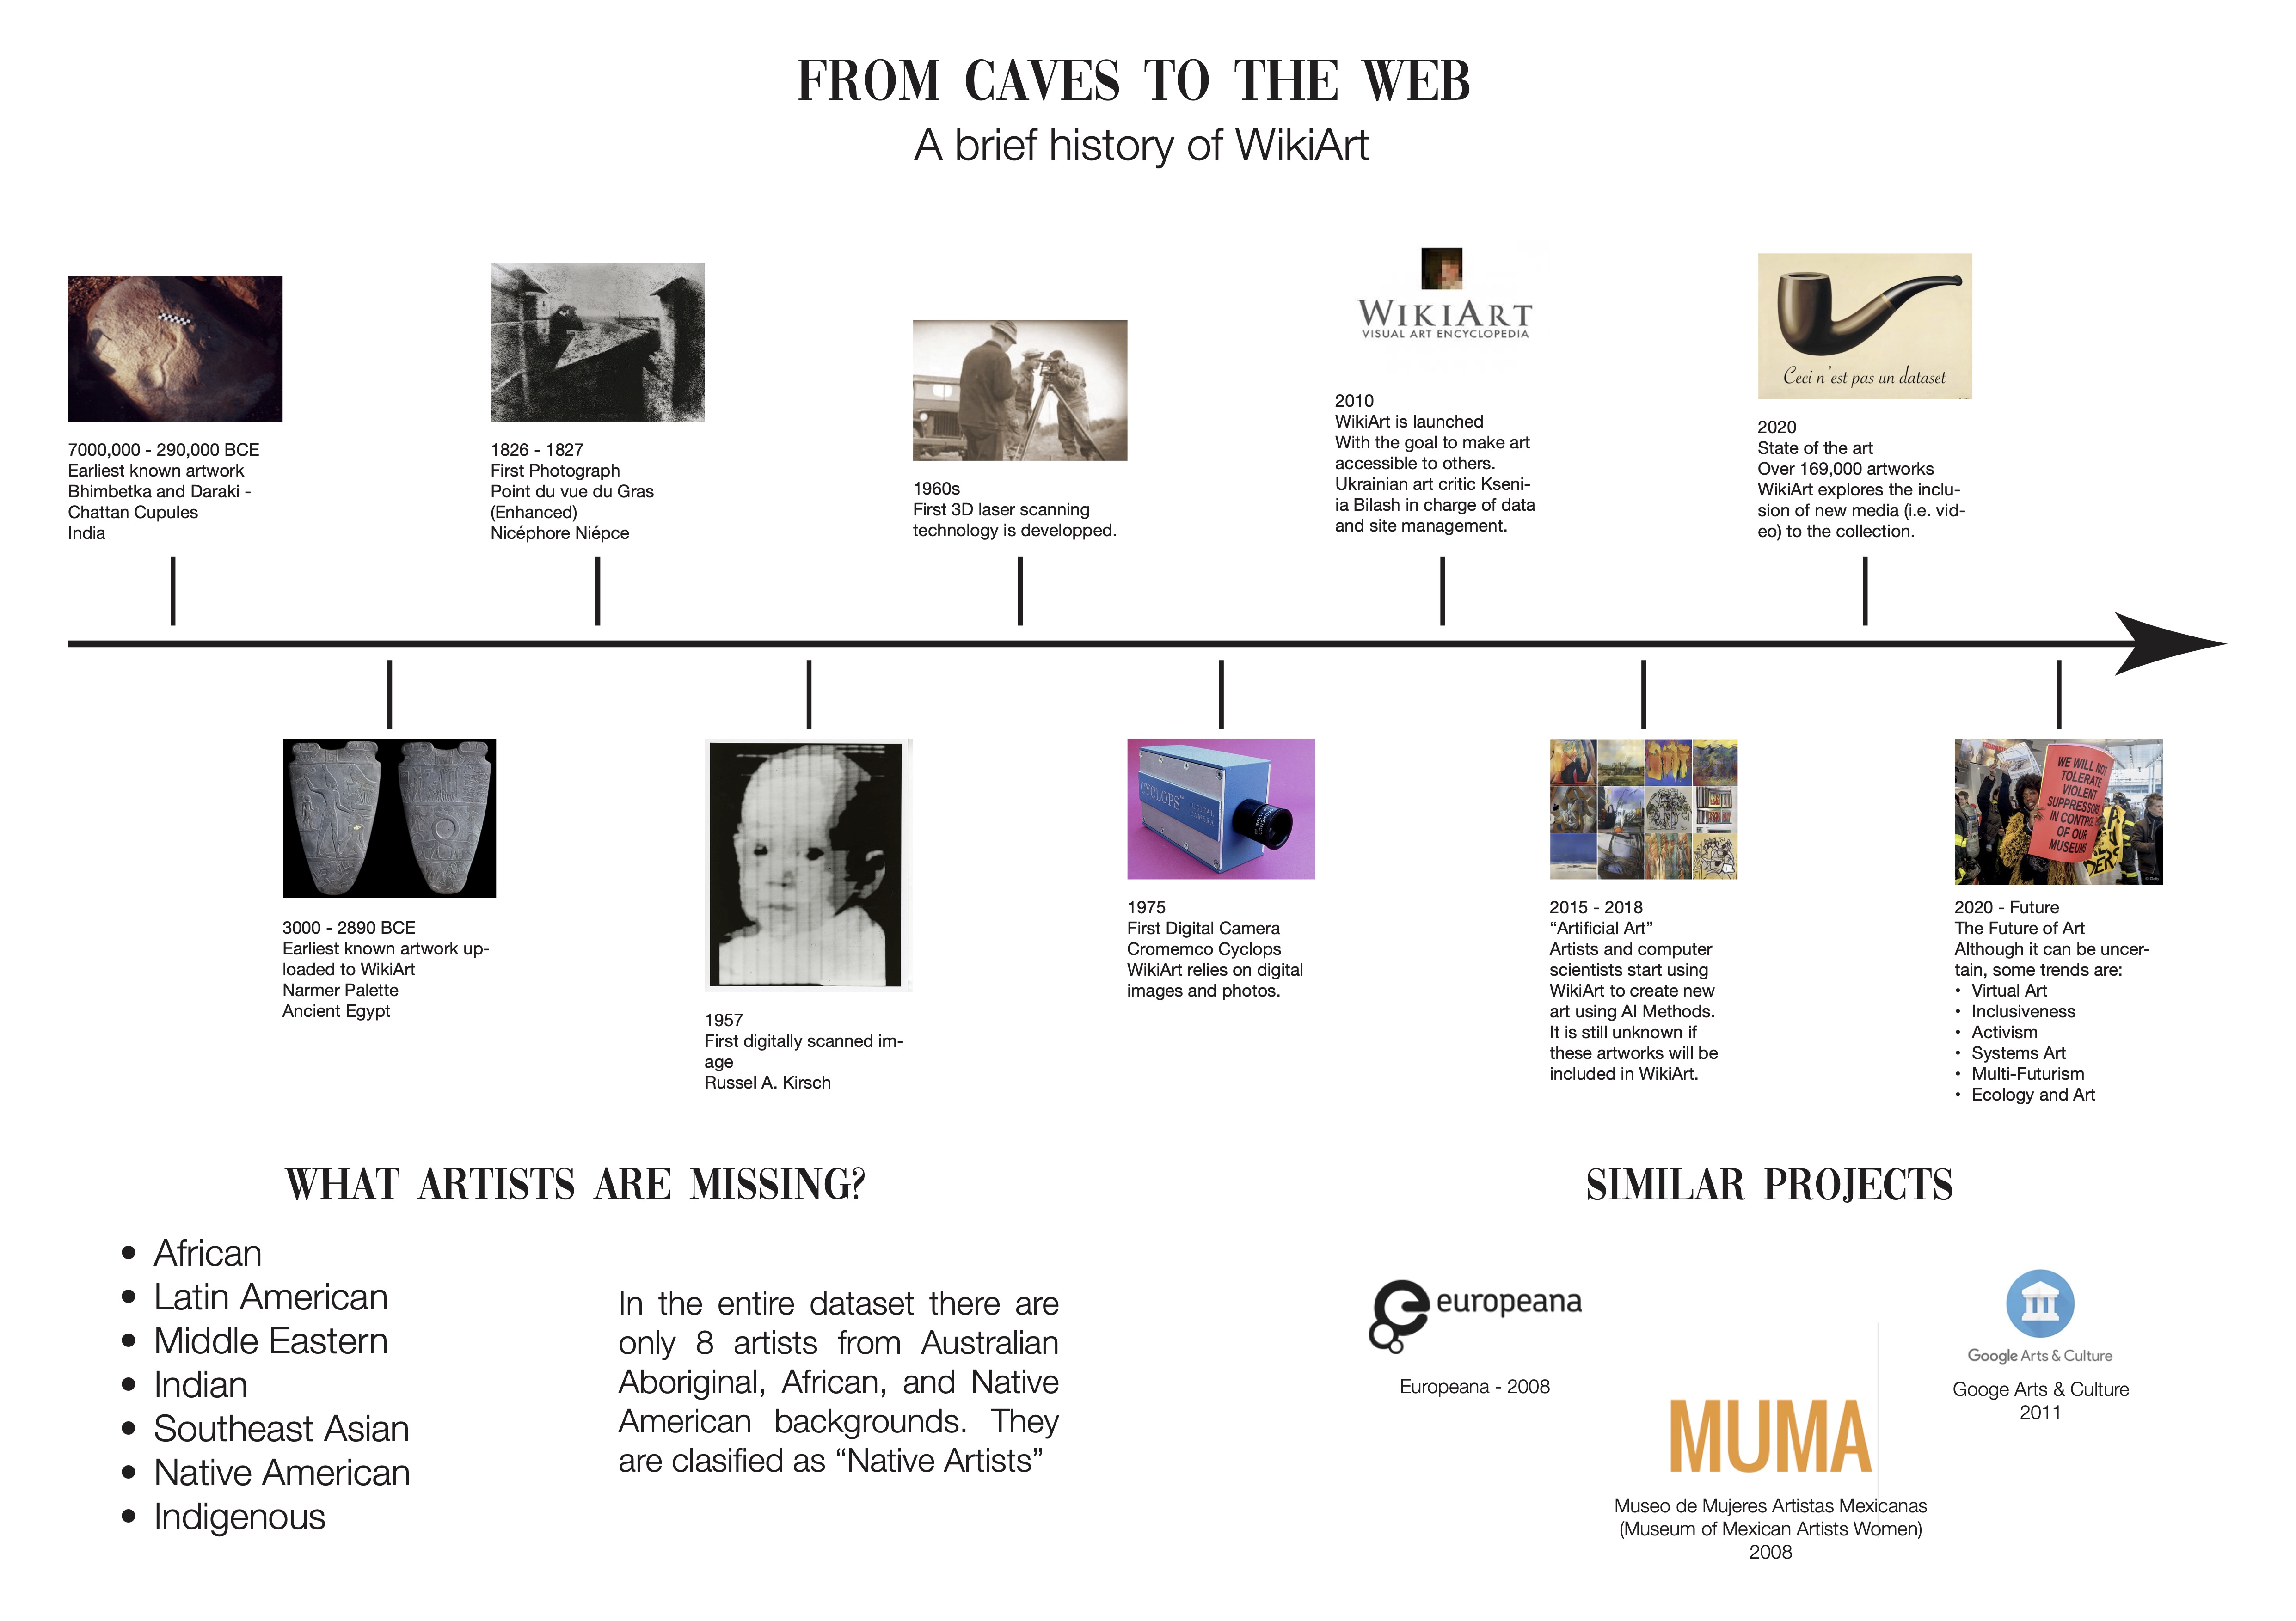 FROM CAVES TO THE WEB
A brief history of WikiArt
7000,000 - 290,000 BCE
Earliest known artwork
Bhimbetka and Daraki -
Chattan Cupules
India
1826 - 1827
First Photograph
Point du vue du Gras
(Enhanced)
Nicéphore Niépce
1960s
First 3D laser scanning
technology is developped.
WIKIART
VISUAL ART ENCYCLOPEDIA
2010
WikiArt is launched
With the goal to make art
accessible to others.
Ukrainian art critic Kseni-
ia Bilash in charge of data
and site management.
Ceci n'est pas un dataset
2020
State of the art
Over 169,000 artworks
WikiArt explores the inclu-
sion of new media (i.e. vid-
eo) to the collection.
3000 - 2890 BCE
Earliest known artwork up-
loaded to WikiArt
Narmer Palette
Ancient Egypt
1957
First digitally scanned im-
age
Russel A. Kirsch
CYCLOPS
DIGITAL
CAMERA
1975
First Digital Camera
Cromemco Cyclops
WikiArt relies on digital
images and photos.
2015 - 2018
“Artificial Art”
Artists and computer
scientists start using
WikiArt to create new
art using AI Methods.
It is still unknown if
these artworks will be
included in WikiArt.
WE WILL NOT
TOLERATE
VIOLENT
SUPPRESSORS
IN CONTROL
OF OUR
MUSEUMS
2020 - Future
The Future of Art
Although it can be uncer-
tain, some trends are:
• Virtual Art
• Inclusiveness
• Activism
• Systems Art
• Multi-Futurism
• Ecology and Art
WHAT ARTISTS ARE MISSING?
• African
• Latin American
• Middle Eastern
• Indian
• Southeast Asian
• Native American
• Indigenous
In the entire dataset there are
only 8 artists from Australian
Aboriginal, African, and Native
American backgrounds. They
are clasified as “Native Artists”
SIMILAR PROJECTS
europeana
Europeana - 2008
MUMA
Museo de Mujeres Artistas Mexicanas
(Museum of Mexican Artists Women)
2008
Google Arts & Culture
Googe Arts & Culture
2011